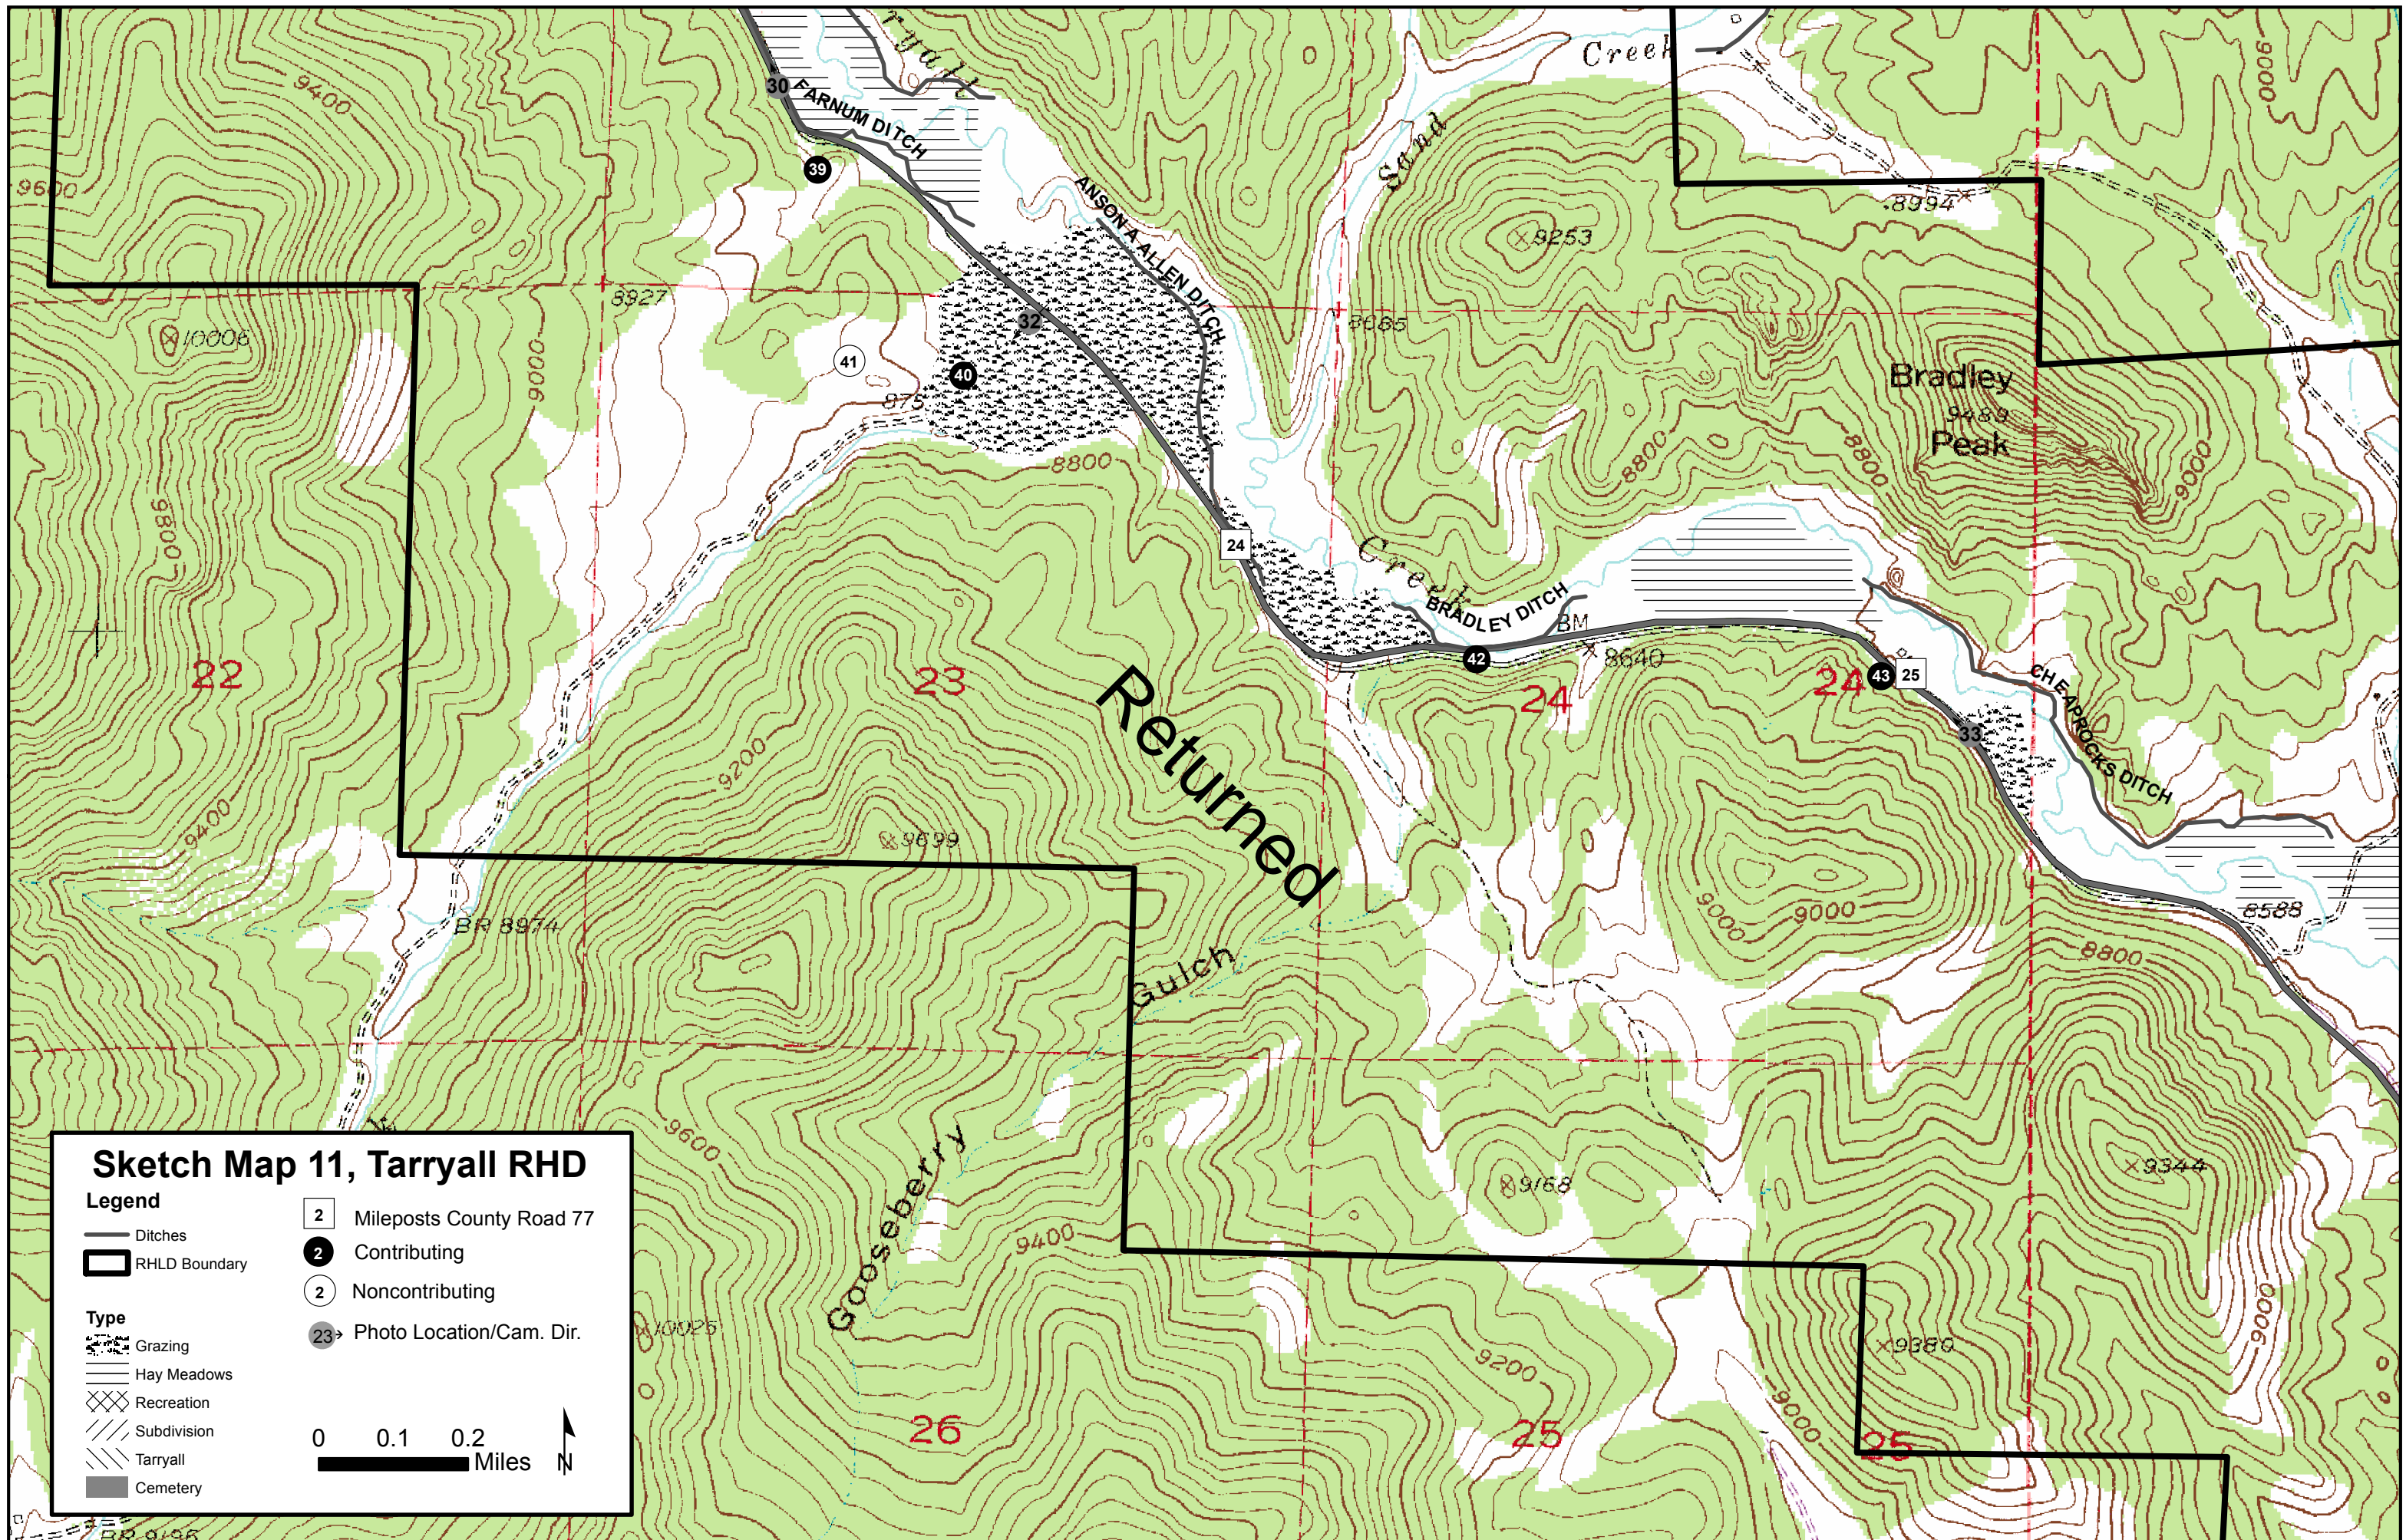 ryall
Creek
9400
9000
30
FARNUM DITCH
39
Sand
9600
ANSON A ALLEN DITCH
8994
9253
8927
32
10006
41
40
9000
Bradley
9489
Peak
8800
8800
8800
9000
9800
24
Creek
BRADLEY DITCH
BM
8640
42
22
23
24
24
43
25
CHEAPROCKS DITCH
33
Returned
9200
9400
9699
9000
9000
8588
BR 8974
8800
Gulch
9600
Gooseberry
9344
9168
9400
10025
9000
9380
9200
9000
26
25
25
Sketch Map 11, Tarryall RHD
Legend
Ditches
RHLD Boundary
2 Mileposts County Road 77
2 Contributing
2 Noncontributing
23 Photo Location/Cam. Dir.
Type
Grazing
Hay Meadows
Recreation
Subdivision
Tarryall
Cemetery
0 0.1 0.2
Miles
N